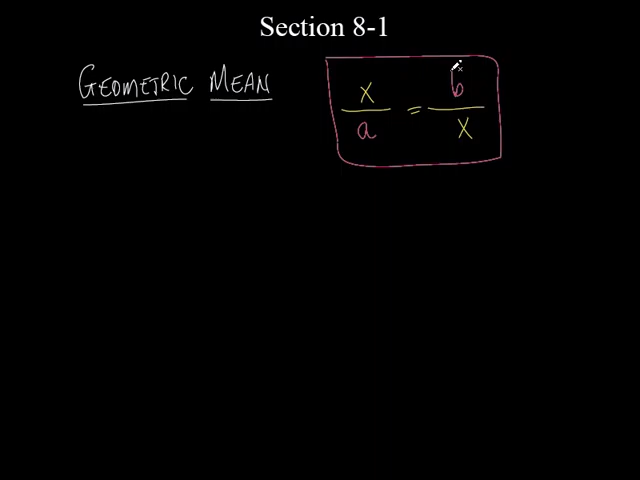 Section 8-1
GEOMETRIC MEAN
x/a = b/x